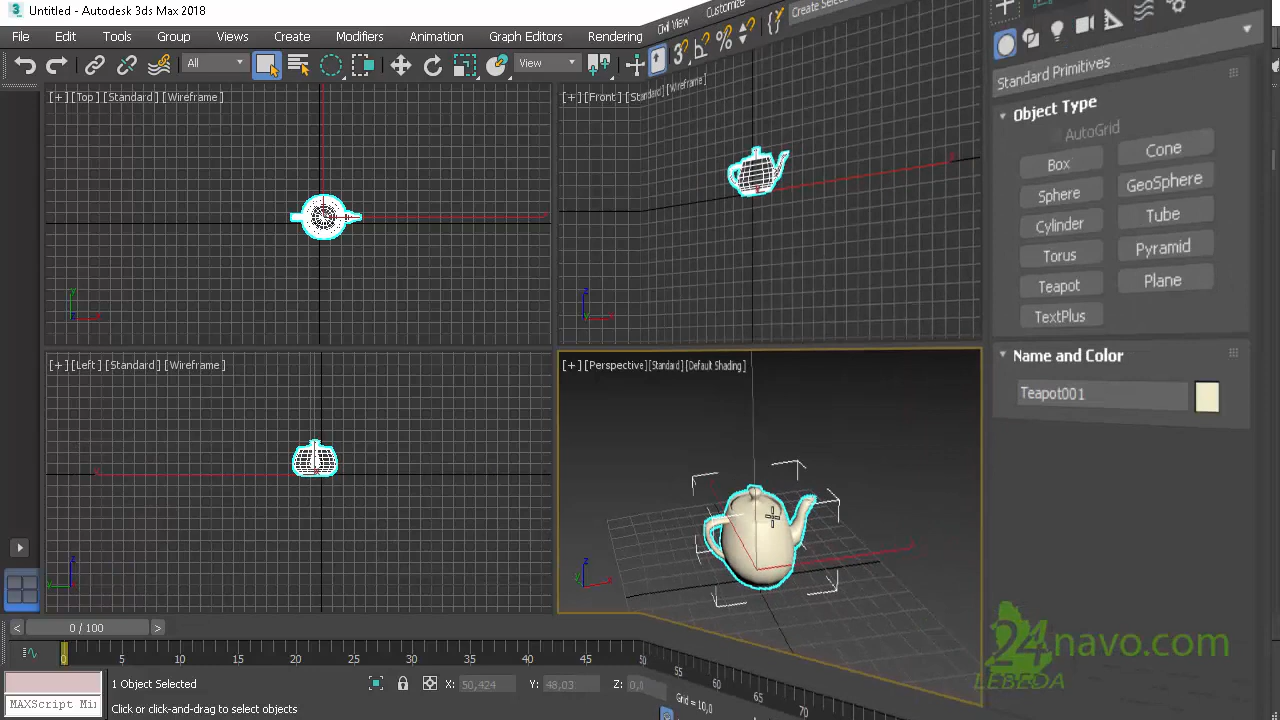 Untitled - Autodesk 3ds Max 2018
File Edit Tools Group Views Create Modifiers Animation Graph Editors Rendering Civil View Customize
All View Create Sele
[+] [Top] [Standard] [Wireframe]
[+] [Front] [Sta Standard] [Wireframe]
Standard Primitives
Object Type
AutoGrid
Box Cone
Sphere GeoSphere
Cylinder Tube
Torus Pyramid
Teapot Plane
TextPlus
Name and Color
Teapot001
[+] [Left] [Standard] [Wireframe]
[+] [Perspective] [Standard] [Default Shading]
< 0 / 100 >
0 5 10 15 20 25 30 35 40 45 50 55 60 65 70
1 Object Selected X: 50,424 Y: 48,03 Z: 0,
Grid = 10,0
MAXScript Mi
Click or click-and-drag to select objects
24navo.com
LEBEDA